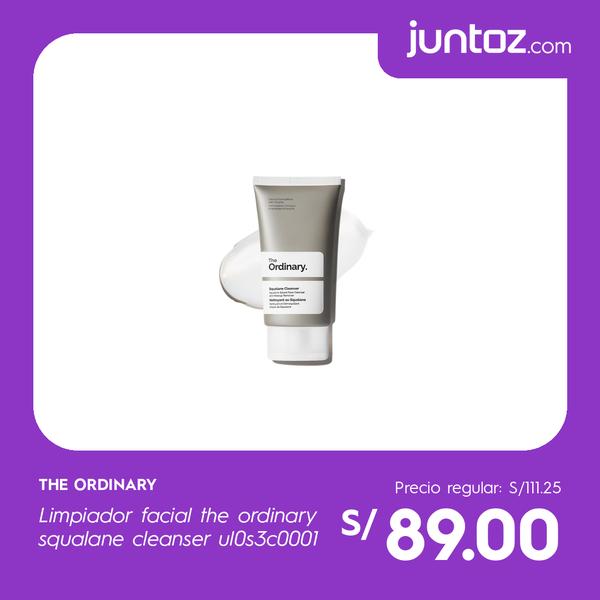 juntoz.com
The
Ordinary.
Squalane Cleanser
Nettoyant au Squalane
THE ORDINARY
Limpiador facial the ordinary
squalane cleanser ul0s3c0001
Precio regular: S/111.25
S/ 89.00